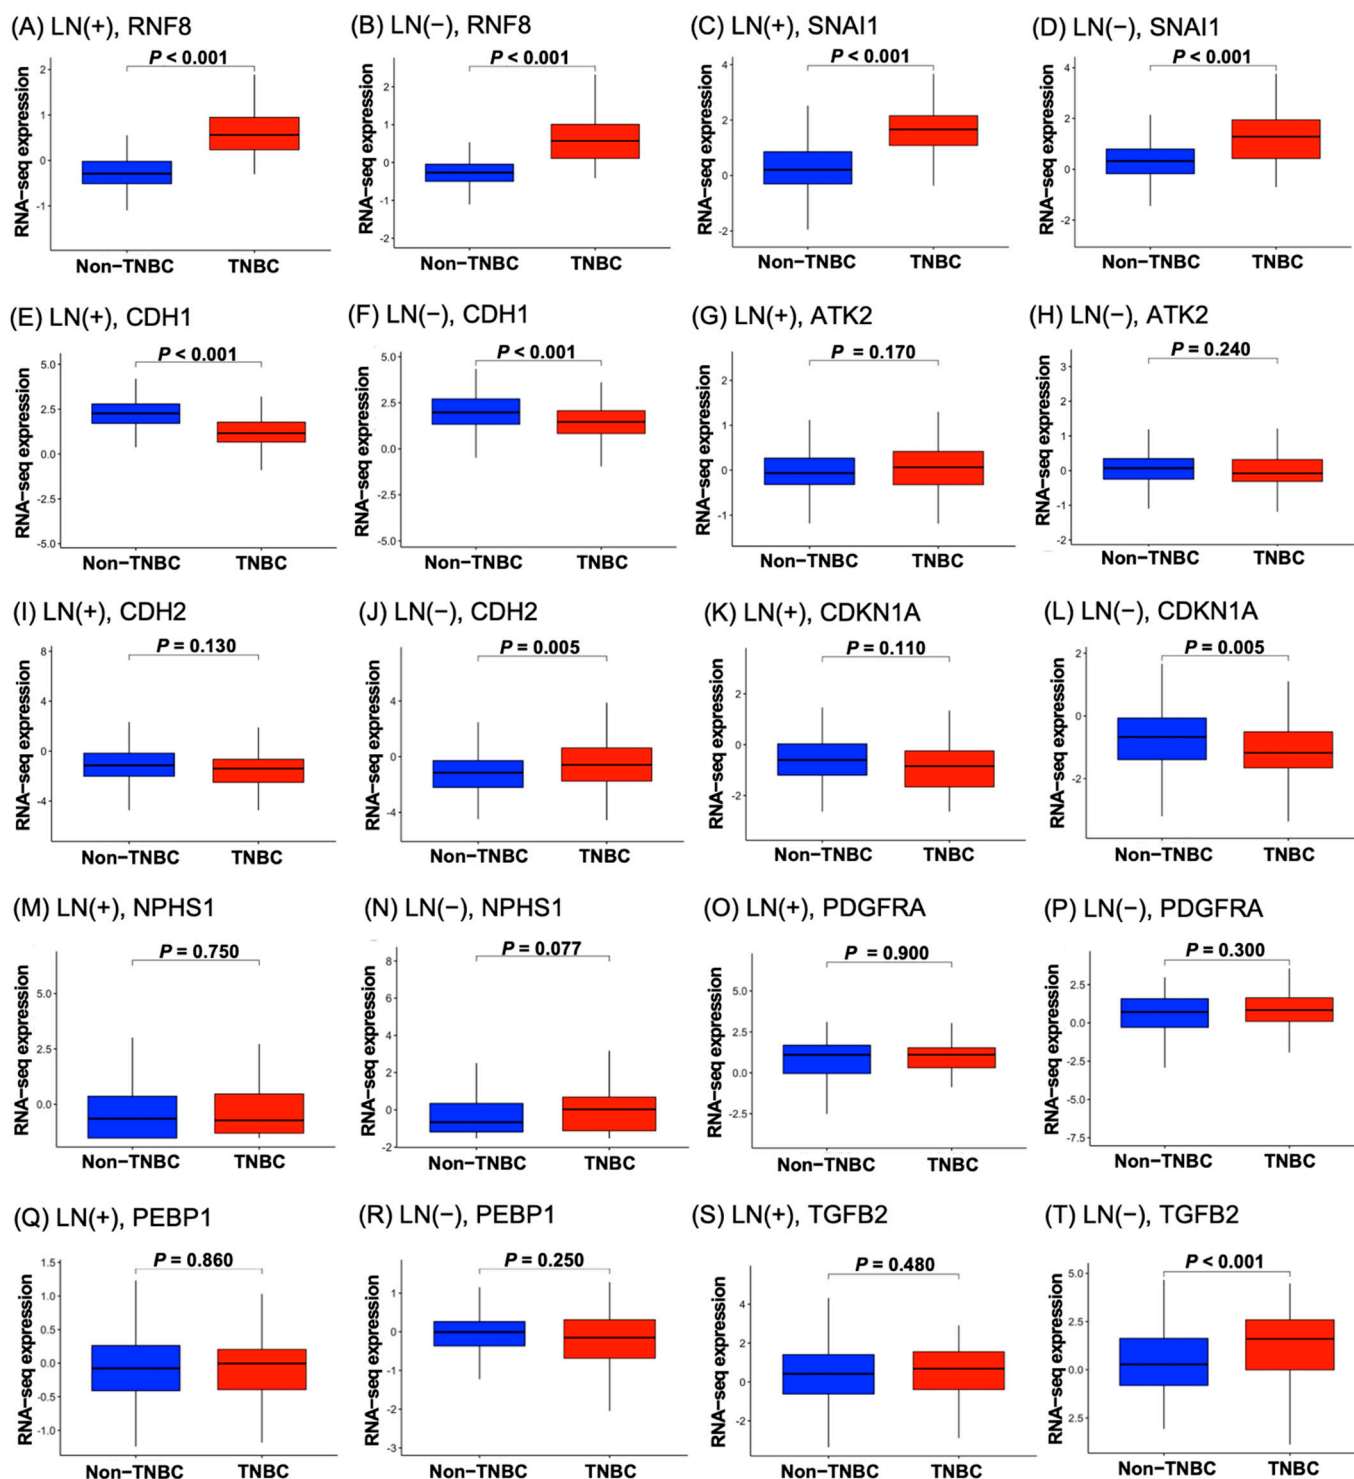 (A) LN(+), RNF8
P < 0.001
RNA−seq expression
2
1
0
-1
Non−TNBC
TNBC
(B) LN(−), RNF8
P < 0.001
RNA−seq expression
2
1
0
-1
-2
Non−TNBC
TNBC
(C) LN(+), SNAI1
P < 0.001
RNA−seq expression
4
2
0
-2
Non−TNBC
TNBC
(D) LN(−), SNAI1
P < 0.001
RNA−seq expression
4
2
0
-2
Non−TNBC
TNBC
(E) LN(+), CDH1
P < 0.001
RNA−seq expression
5.0
2.5
0.0
-2.5
-5.0
Non−TNBC
TNBC
(F) LN(−), CDH1
P < 0.001
RNA−seq expression
5.0
2.5
0.0
-2.5
-5.0
Non−TNBC
TNBC
(G) LN(+), ATK2
P = 0.170
RNA−seq expression
2
1
0
-1
Non−TNBC
TNBC
(H) LN(−), ATK2
P = 0.240
RNA−seq expression
3
2
1
0
-1
-2
Non−TNBC
TNBC
(I) LN(+), CDH2
P = 0.130
RNA−seq expression
8
4
0
-4
Non−TNBC
TNBC
(J) LN(−), CDH2
P = 0.005
RNA−seq expression
4
0
-4
Non−TNBC
TNBC
(K) LN(+), CDKN1A
P = 0.110
RNA−seq expression
2
0
-2
Non−TNBC
TNBC
(L) LN(−), CDKN1A
P = 0.005
RNA−seq expression
2
0
-2
Non−TNBC
TNBC
(M) LN(+), NPHS1
P = 0.750
RNA−seq expression
5.0
2.5
0.0
Non−TNBC
TNBC
(N) LN(−), NPHS1
P = 0.077
RNA−seq expression
8
6
4
2
0
-2
Non−TNBC
TNBC
(O) LN(+), PDGFRA
P = 0.900
RNA−seq expression
5.0
2.5
0.0
-2.5
Non−TNBC
TNBC
(P) LN(−), PDGFRA
P = 0.300
RNA−seq expression
2.5
0.0
-2.5
-5.0
-7.5
Non−TNBC
TNBC
(Q) LN(+), PEBP1
P = 0.860
RNA−seq expression
1.5
1.0
0.5
0.0
-0.5
-1.0
Non−TNBC
TNBC
(R) LN(−), PEBP1
P = 0.250
RNA−seq expression
1
0
-1
-2
-3
Non−TNBC
TNBC
(S) LN(+), TGFB2
P = 0.480
RNA−seq expression
4
2
0
-2
Non−TNBC
TNBC
(T) LN(−), TGFB2
P < 0.001
RNA−seq expression
5.0
2.5
0.0
2.5
Non−TNBC
TNBC